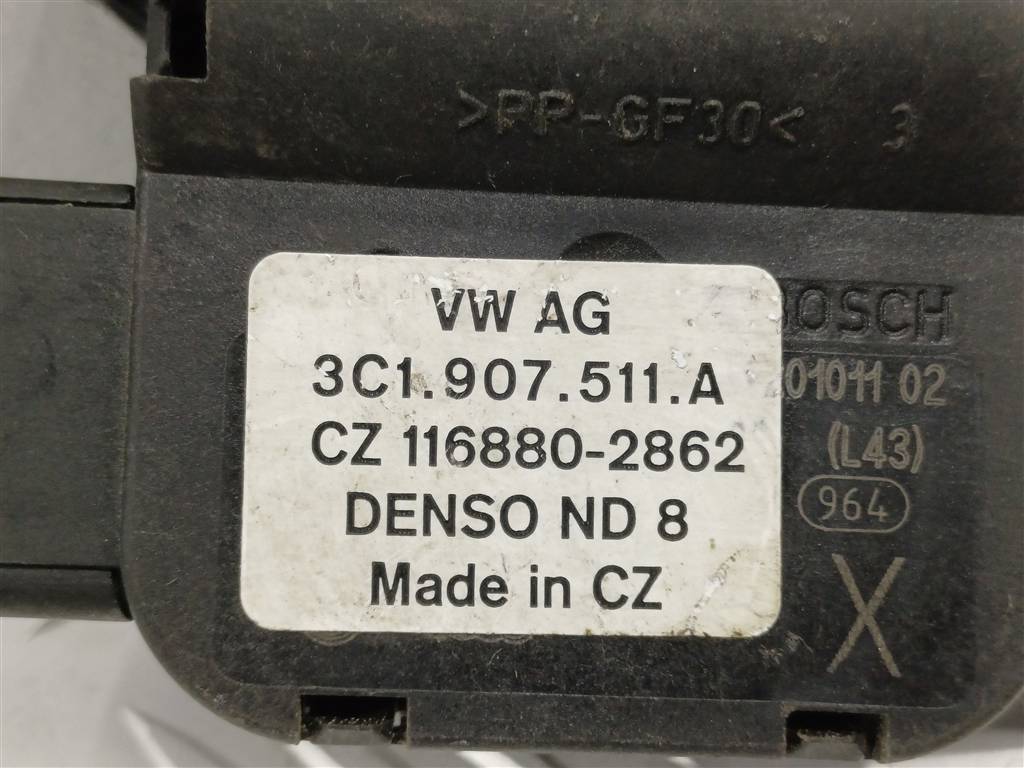 >PP-GF30< 3
VW AG
3C1.907.511.A
CZ 116880-2862
DENSO ND 8
Made in CZ
BOSCH
01011 02
(L43)
964
X